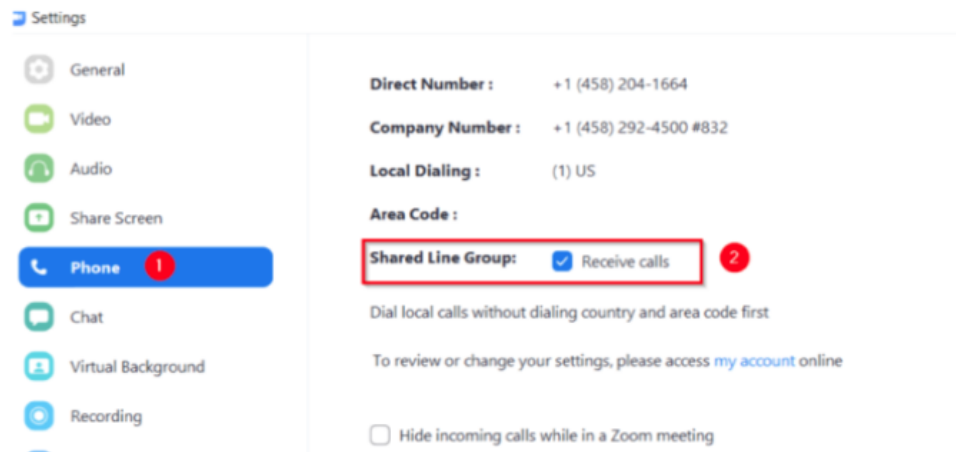 Settings
General
Video
Audio
Share Screen
Phone 1
Chat
Virtual Background
Recording
Direct Number : +1 (458) 204-1664
Company Number : +1 (458) 292-4500 #832
Local Dialing : (1) US
Area Code :
Shared Line Group: Receive calls 2
Dial local calls without dialing country and area code first
To review or change your settings, please access my account online
Hide incoming calls while in a Zoom meeting